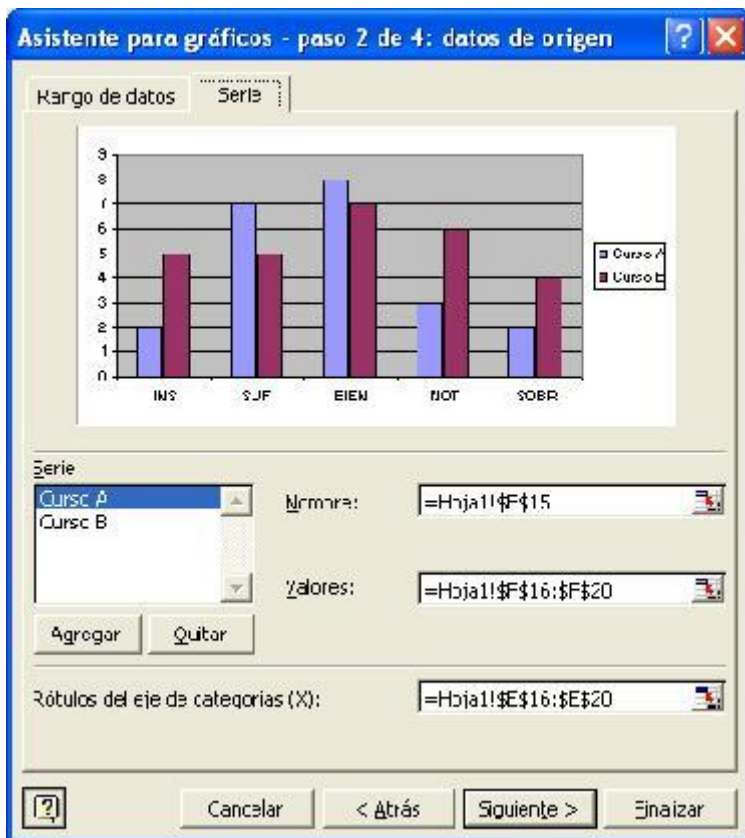 Asistente para gráficos - paso 2 de 4: datos de origen
Rango de datos
Serie
9
8
7
6
5
4
3
2
1
0
INS
SUF
BIEN
NOT
SOBR
Curso A
Curso B
Serie
Curso A
Curso B
Nombre:
=Hoja1!$F$15
Valores:
=Hoja1!$F$16:$F$20
Agregar
Quitar
Rótulos del eje de categorías (X):
=Hoja1!$E$16:$E$20
Cancelar
< Atrás
Siguiente >
Finalizar